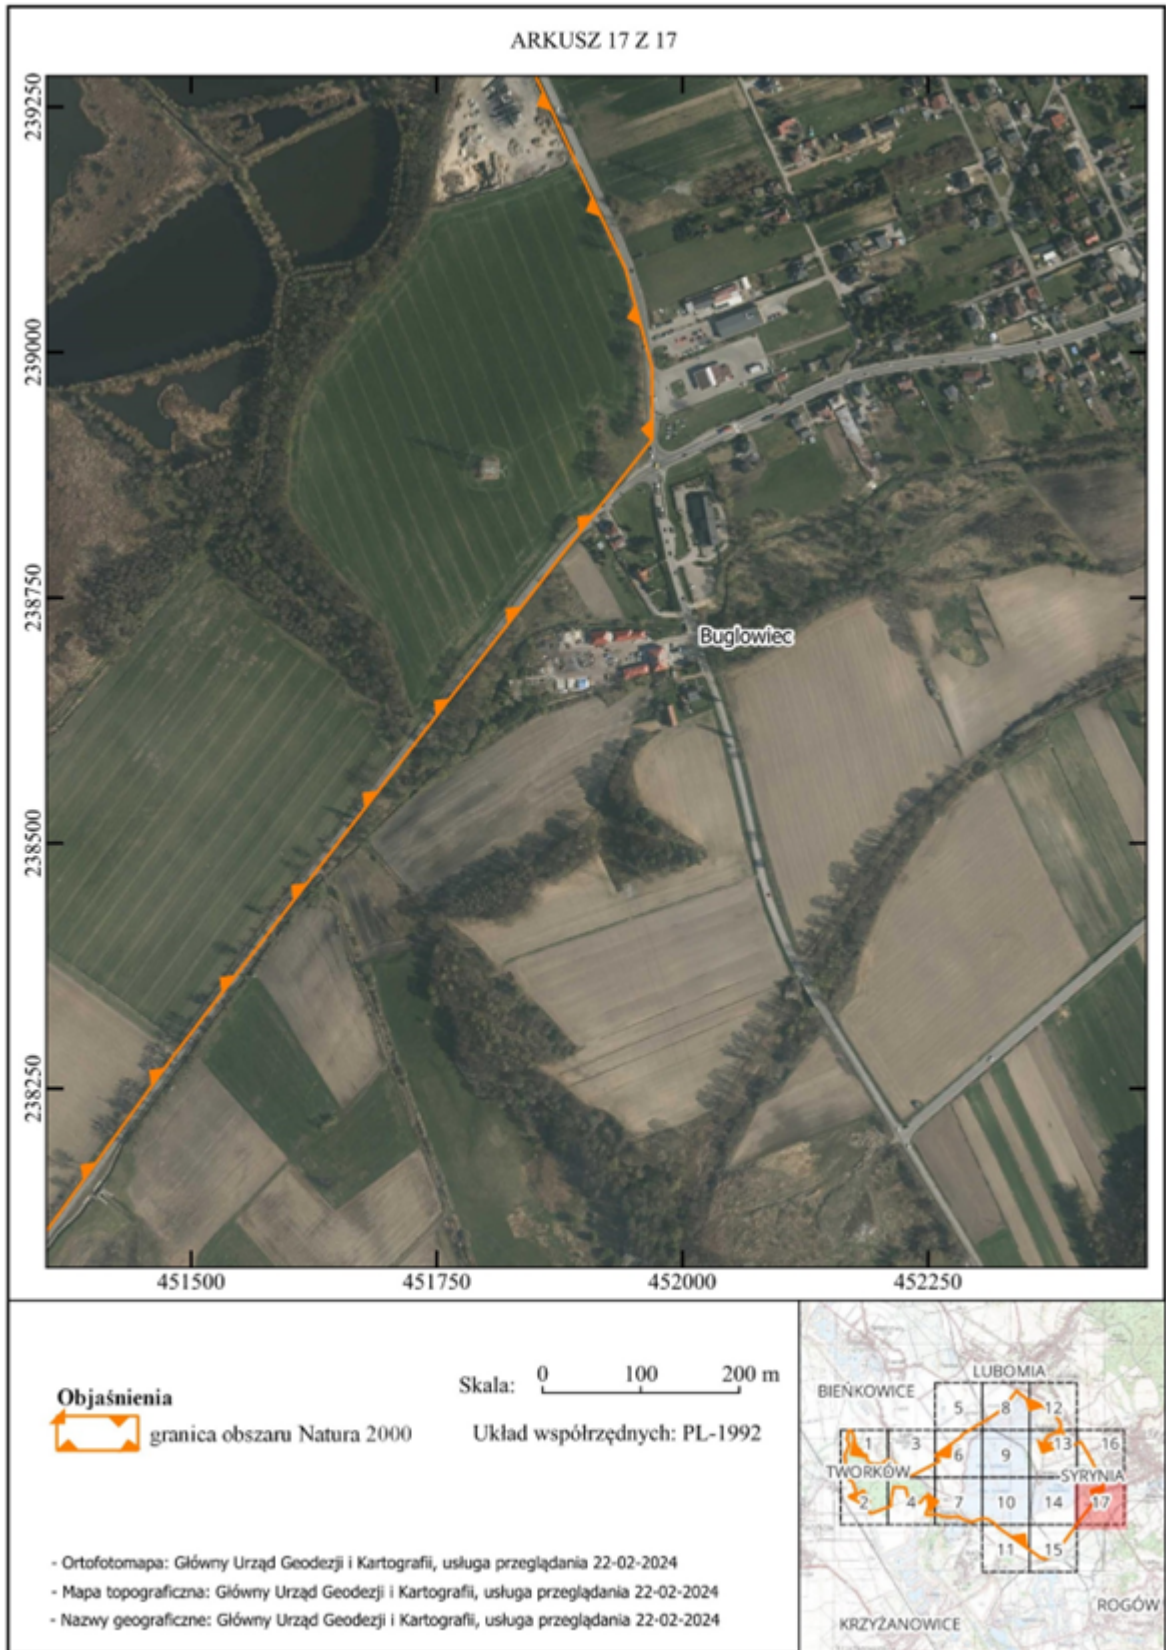 ARKUSZ 17 Z 17
239250
239000
238750
238500
238250
Buglowiec
451500
451750
452000
452250
Objaśnienia
granica obszaru Natura 2000
Skala:
0
100
200 m
Układ współrzędnych: PL-1992
- Ortofotomapa: Główny Urząd Geodezji i Kartografii, usługa przeglądania 22-02-2024
- Mapa topograficzna: Główny Urząd Geodezji i Kartografii, usługa przeglądania 22-02-2024
- Nazwy geograficzne: Główny Urząd Geodezji i Kartografii, usługa przeglądania 22-02-2024
LUBOMIA
BIEŃKOWICE
5
8
12
1
3
6
9
13
16
TWORKÓW
SYRYNIA
2
4
7
10
14
17
11
15
ROGÓW
KRZYŻANOWICE